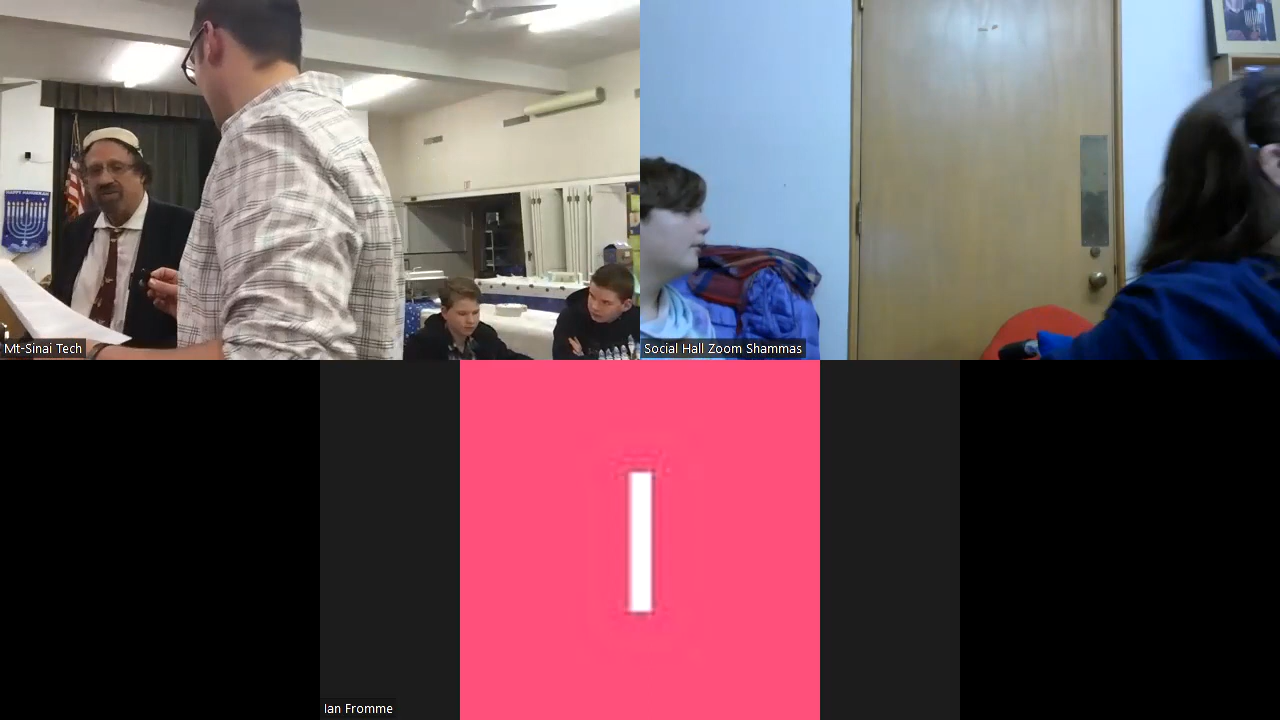 HAPPY HANUKKAH
Mt-Sinai Tech
Social Hall Zoom Shammas
I
Ian Fromme